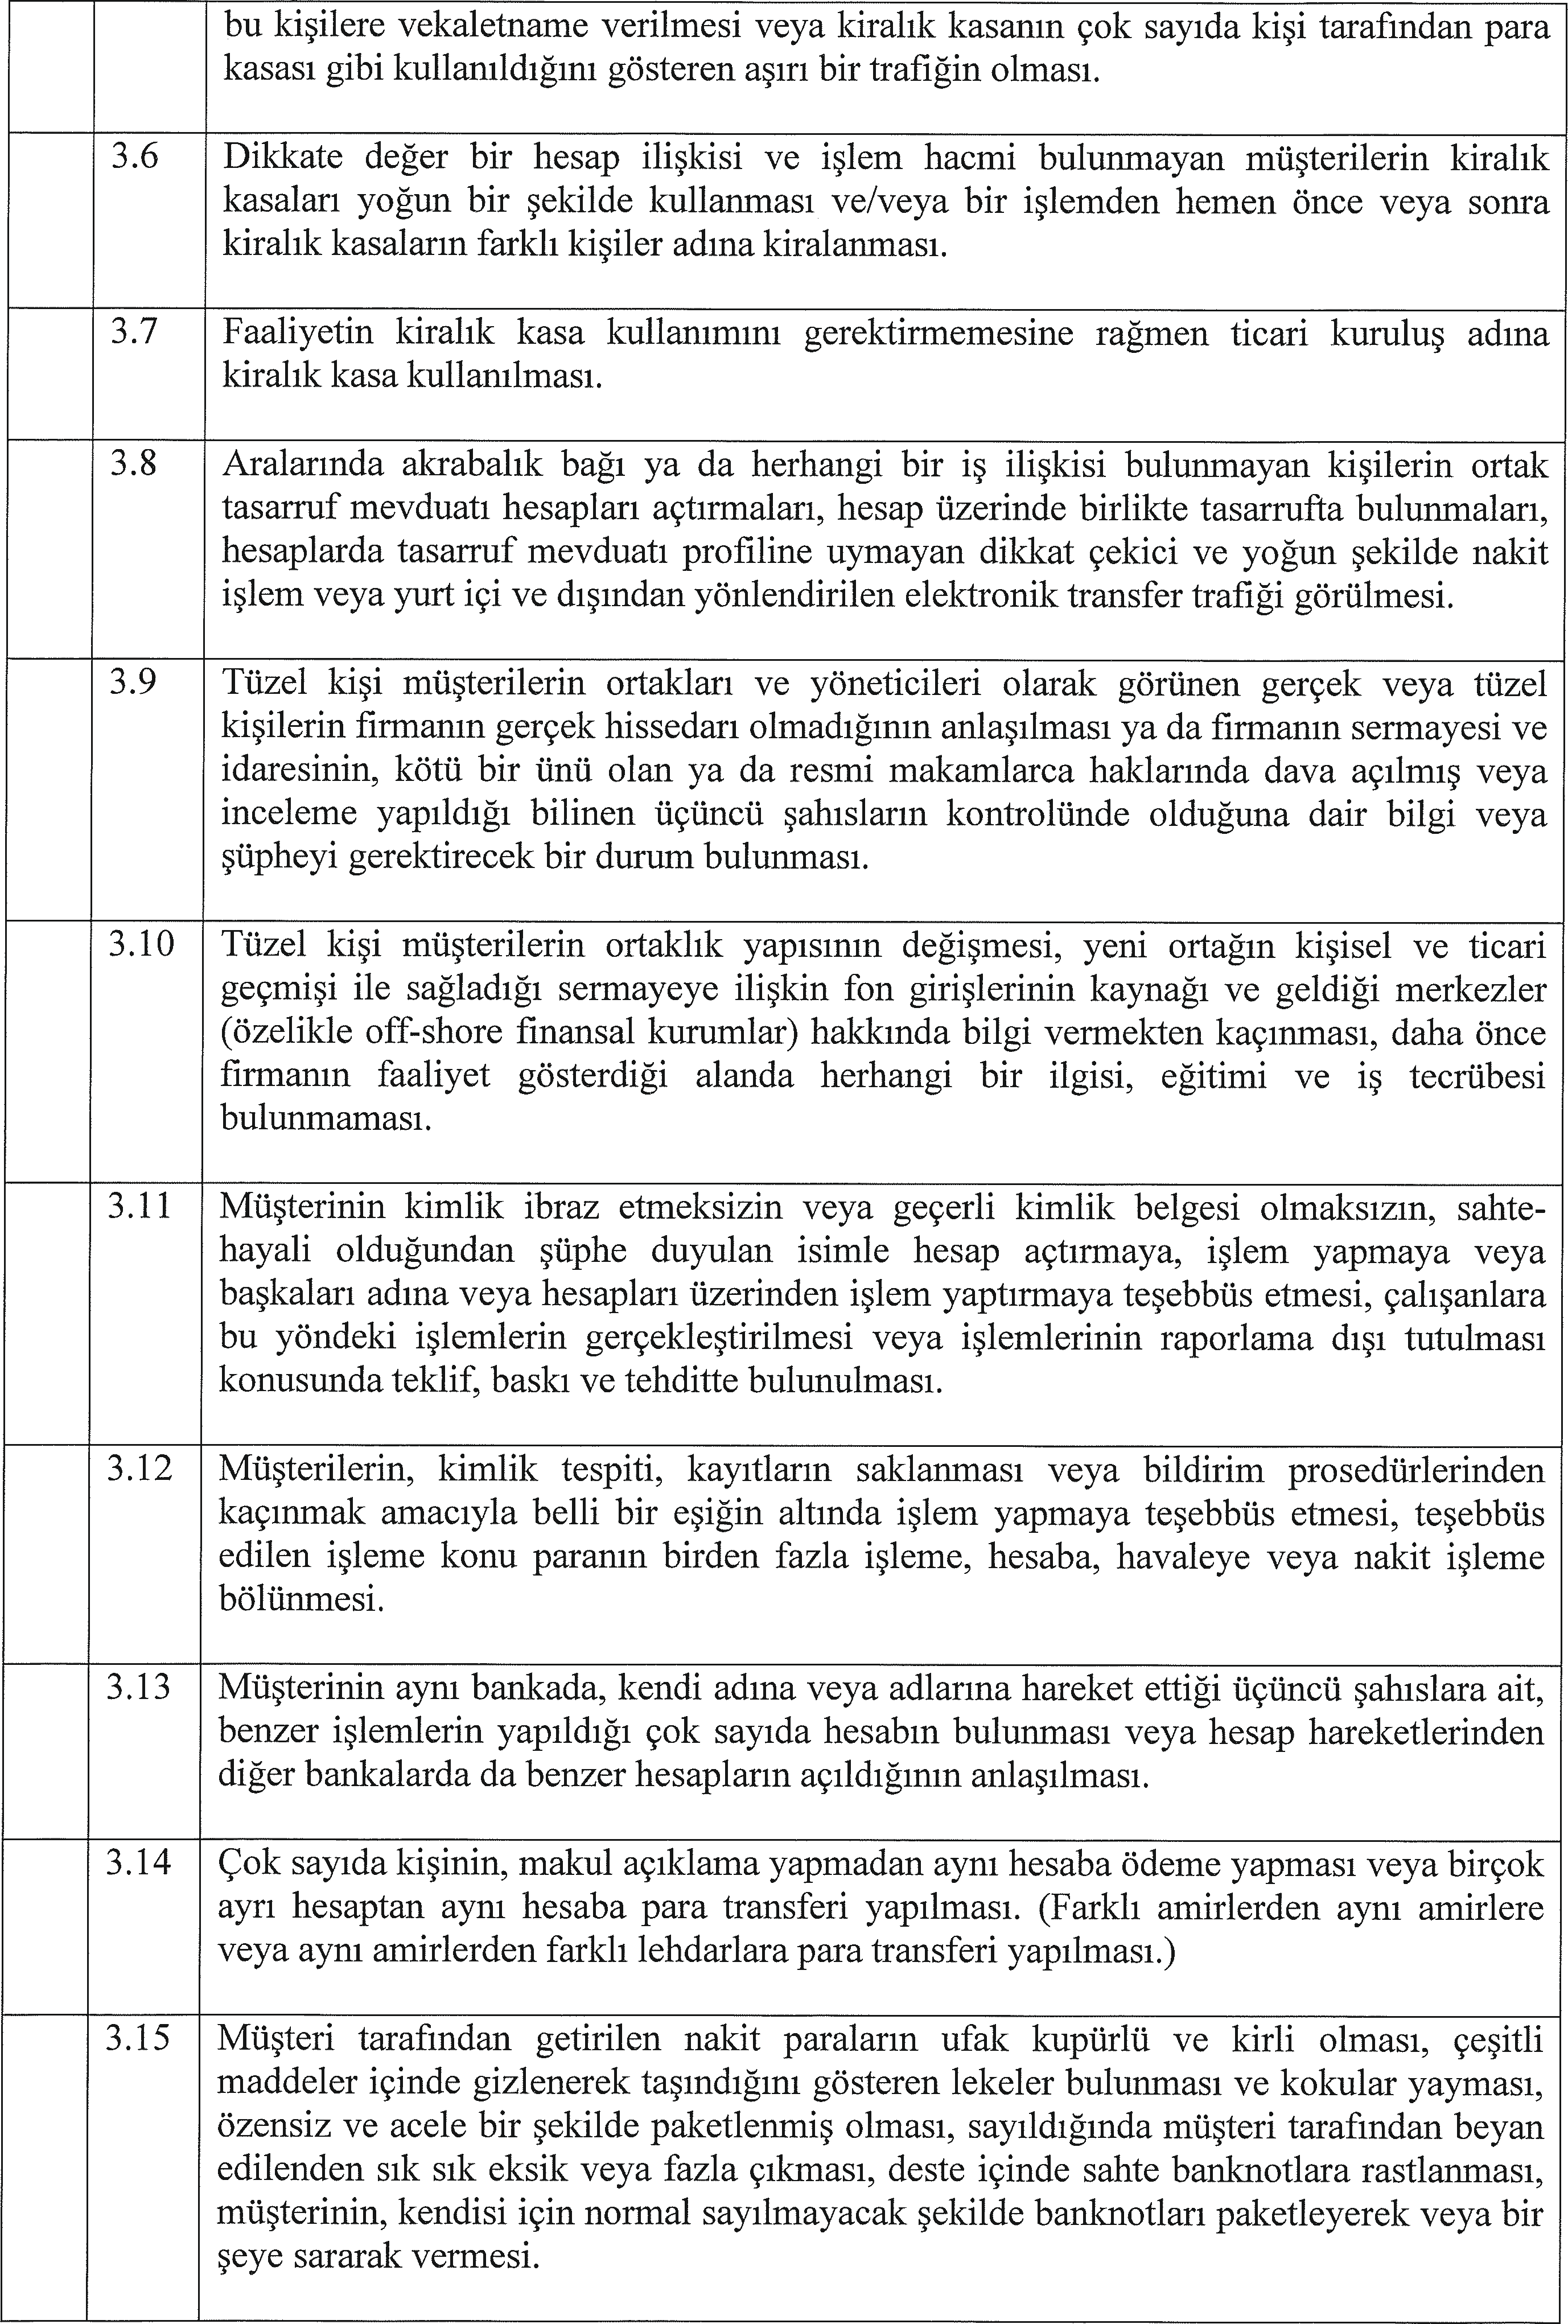 bu kişilere vekaletname verilmesi veya kiralık kasanın çok sayıda kişi tarafından para
kasası gibi kullanıldığını gösteren aşırı bir trafiğin olması.
3.6 Dikkate değer bir hesap ilişkisi ve işlem hacmi bulunmayan müşterilerin kiralık
kasaları yoğun bir şekilde kullanması ve/veya bir işlemden hemen önce veya sonra
kiralık kasaların farklı kişiler adına kiralanması.
3.7 Faaliyetin kiralık kasa kullanımını gerektirmemesine rağmen ticari kuruluş adına
kiralık kasa kullanılması.
3.8 Aralarında akrabalık bağı ya da herhangi bir iş ilişkisi bulunmayan kişilerin ortak
tasarruf mevduatı hesapları açtırmaları, hesap üzerinde birlikte tasarrufta bulunmaları,
hesaplarda tasarruf mevduatı profiline uymayan dikkat çekici ve yoğun şekilde nakit
işlem veya yurt içi ve dışından yönlendirilen elektronik transfer trafiği görülmesi.
3.9 Tüzel kişi müşterilerin ortakları ve yöneticileri olarak görünen gerçek veya tüzel
kişilerin firmanın gerçek hissedarı olmadığının anlaşılması ya da firmanın sermayesi ve
idaresinin, kötü bir ünü olan ya da resmi makamlarca haklarında dava açılmış veya
inceleme yapıldığı bilinen üçüncü şahısların kontrolünde olduğuna dair bilgi veya
şüpheyi gerektirecek bir durum bulunması.
3.10 Tüzel kişi müşterilerin ortaklık yapısının değişmesi, yeni ortağın kişisel ve ticari
geçmişi ile sağladığı sermayeye ilişkin fon girişlerinin kaynağı ve geldiği merkezler
(özelikle off-shore finansal kurumlar) hakkında bilgi vermekten kaçınması, daha önce
firmanın faaliyet gösterdiği alanda herhangi bir ilgisi, eğitimi ve iş tecrübesi
bulunmaması.
3.11 Müşterinin kimlik ibraz etmeksizin veya geçerli kimlik belgesi olmaksızın, sahte-
hayali olduğundan şüphe duyulan isimle hesap açtırmaya, işlem yapmaya veya
başkaları adına veya hesapları üzerinden işlem yaptırmaya teşebbüs etmesi, çalışanlara
bu yöndeki işlemlerin gerçekleştirilmesi veya işlemlerinin raporlama dışı tutulması
konusunda teklif, baskı ve tehditte bulunulması.
3.12 Müşterilerin, kimlik tespiti, kayıtların saklanması veya bildirim prosedürlerinden
kaçınmak amacıyla belli bir eşiğin altında işlem yapmaya teşebbüs etmesi, teşebbüs
edilen işleme konu paranın birden fazla işleme, hesaba, havaleye veya nakit işleme
bölünmesi.
3.13 Müşterinin aynı bankada, kendi adına veya adlarına hareket ettiği üçüncü şahıslara ait,
benzer işlemlerin yapıldığı çok sayıda hesabın bulunması veya hesap hareketlerinden
diğer bankalarda da benzer hesapların açıldığının anlaşılması.
3.14 Çok sayıda kişinin, makul açıklama yapmadan aynı hesaba ödeme yapması veya birçok
ayrı hesaptan aynı hesaba para transferi yapılması. (Farklı amirlerden aynı amirlere
veya aynı amirlerden farklı lehdarlara para transferi yapılması.)
3.15 Müşteri tarafından getirilen nakit paraların ufak kupürlü ve kirli olması, çeşitli
maddeler içinde gizlenerek taşındığını gösteren lekeler bulunması ve kokular yayması,
özensiz ve acele bir şekilde paketlenmiş olması, sayıldığında müşteri tarafından beyan
edilenden sık sık eksik veya fazla çıkması, deste içinde sahte banknotlara rastlanması,
müşterinin, kendisi için normal sayılmayacak şekilde banknotları paketleyerek veya bir
şeye sararak vermesi.